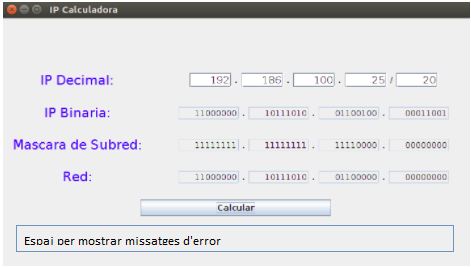 IP Calculadora
IP Decimal: 192 . 186 . 100 . 25 / 20
IP Binaria: 11000000 . 10111010 . 01100100 . 00011001
Mascara de Subred: 11111111 . 11111111 . 11110000 . 00000000
Red: 11000000 . 10111010 . 01100000 . 00000000
Calcular
Espai per mostrar missatges d'error